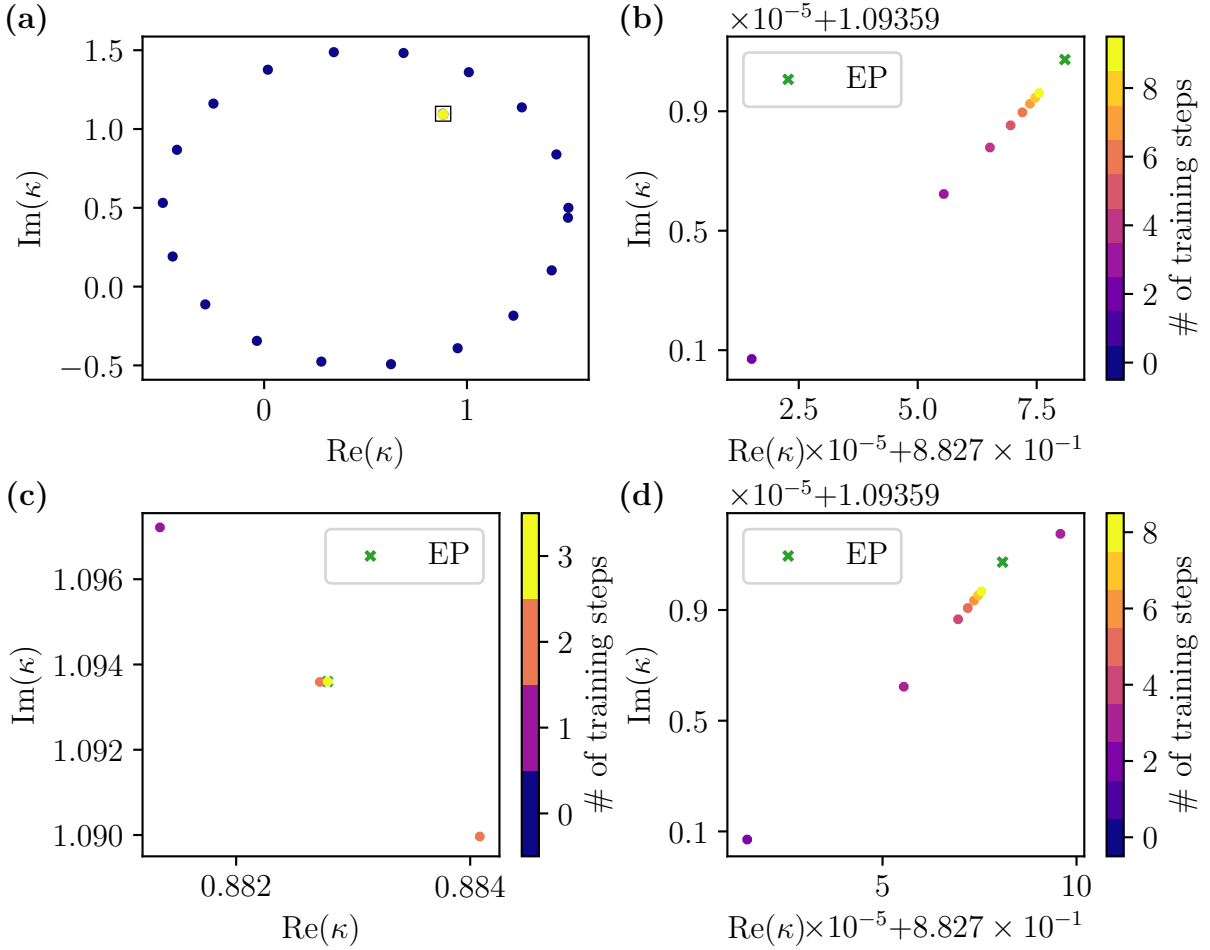 (a)
1.5
1.0
0.5
0.0
−0.5
Im(κ)
0
1
Re(κ)
(b)
×10⁻⁵+1.09359
EP
0.9
0.5
0.1
Im(κ)
2.5
5.0
7.5
Re(κ)×10⁻⁵+8.827 × 10⁻¹
8
6
4
2
0
# of training steps
(c)
EP
1.096
1.094
1.092
1.090
Im(κ)
0.882
0.884
Re(κ)
3
2
1
0
# of training steps
(d)
×10⁻⁵+1.09359
EP
0.9
0.5
0.1
Im(κ)
5
10
Re(κ)×10⁻⁵+8.827 × 10⁻¹
8
6
4
2
0
# of training steps